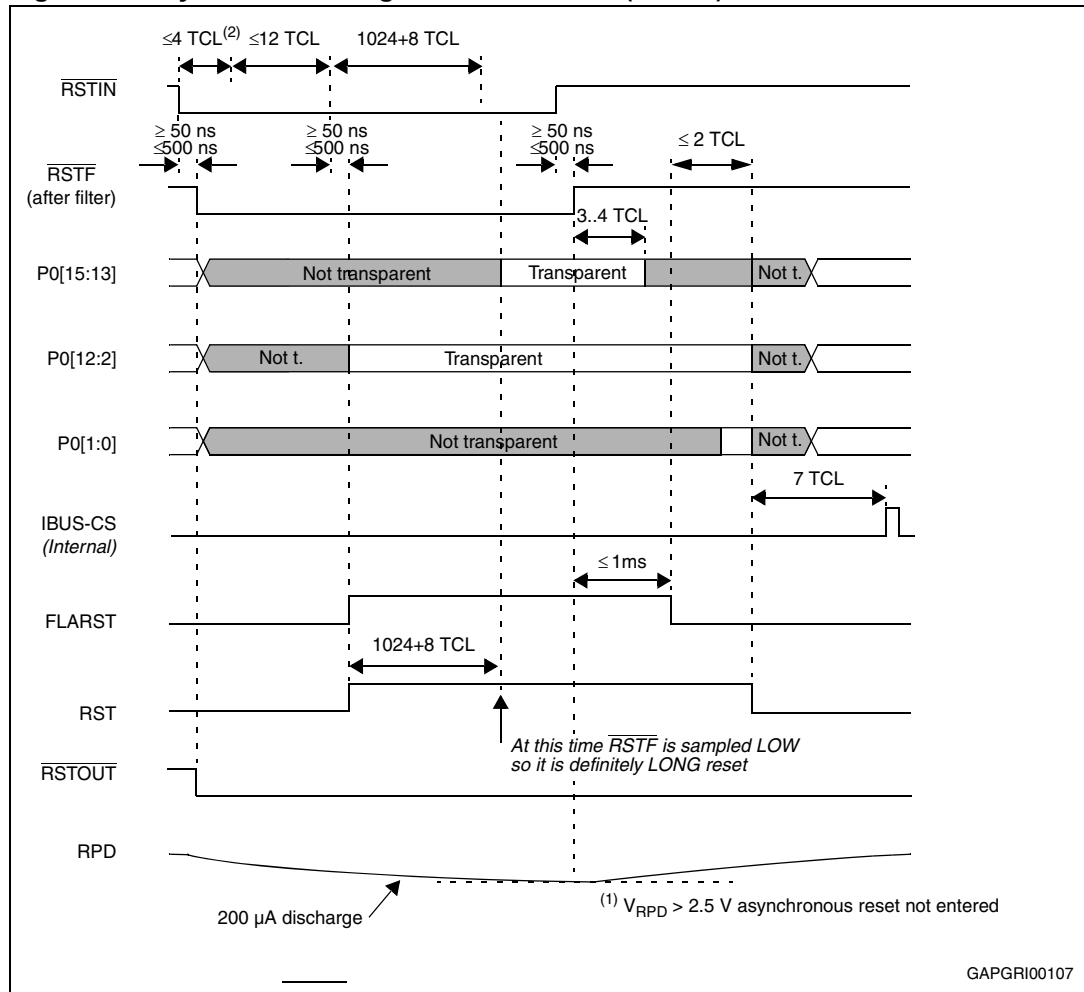 ≤4 TCL(2) ≤12 TCL 1024+8 TCL
RSTIN
≥ 50 ns ≥ 50 ns ≥ 50 ns
≤500 ns ≤500 ns ≤500 ns ≤ 2 TCL
RSTF
(after filter)
3..4 TCL
P0[15:13] Not transparent Transparent Not t.
P0[12:2] Not t. Transparent Not t.
P0[1:0] Not transparent Not t.
7 TCL
IBUS-CS
(Internal)
≤ 1ms
FLARST
1024+8 TCL
RST
At this time RSTF is sampled LOW
so it is definitely LONG reset
RSTOUT
RPD
200 µA discharge
(1) VRPD > 2.5 V asynchronous reset not entered
GAPGRI00107